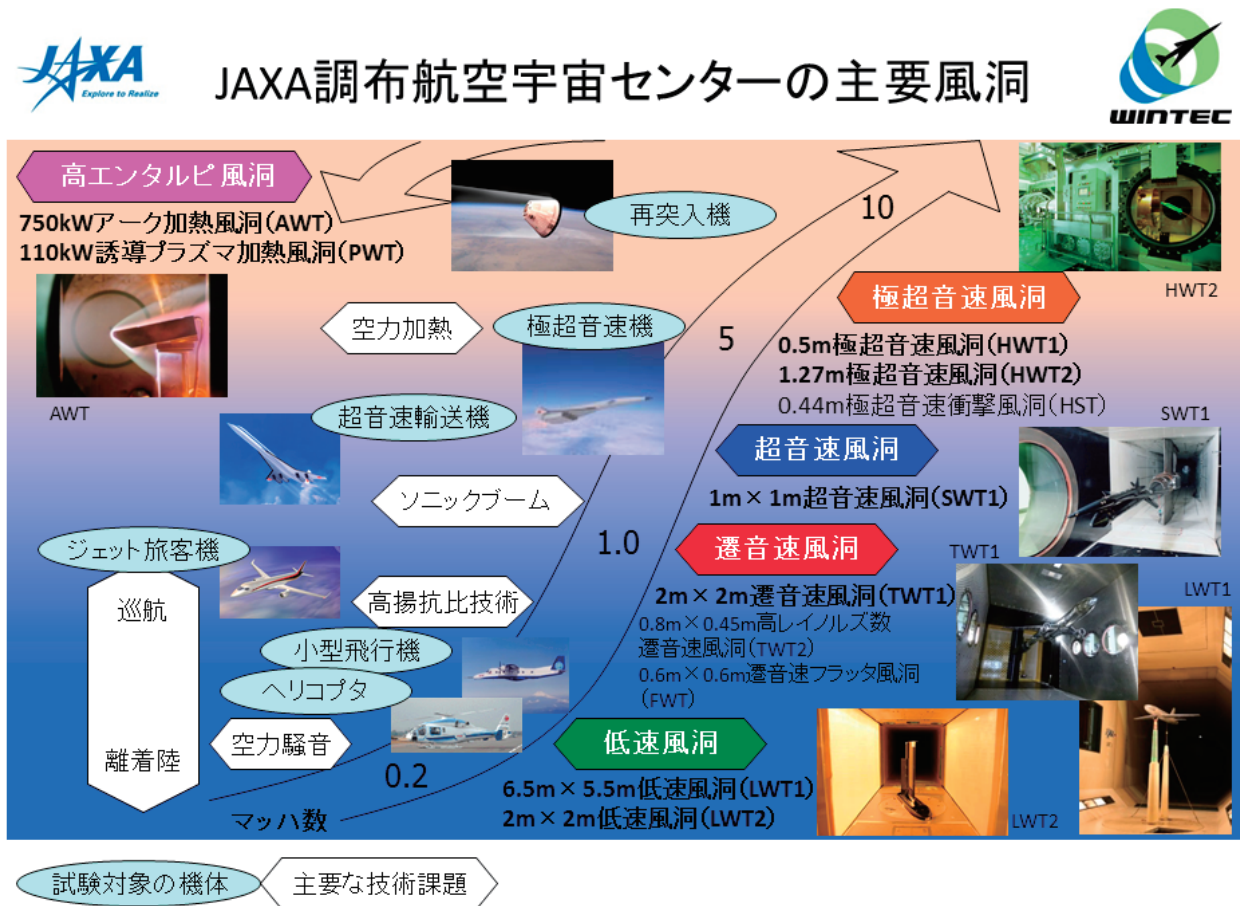 JAXA
Explore to Realize
JAXA調布航空宇宙センターの主要風洞
WINTEC
高エンタルピ風洞
750kWアーク加熱風洞(AWT)
110kW誘導プラズマ加熱風洞(PWT)
AWT
再突入機
10
HWT2
極超音速風洞
0.5m極超音速風洞(HWT1)
1.27m極超音速風洞(HWT2)
0.44m極超音速衝撃風洞(HST)
空力加熱
極超音速機
5
超音速輸送機
SWT1
超音速風洞
1m×1m超音速風洞(SWT1)
ソニックブーム
1.0
遷音速風洞
TWT1
2m×2m遷音速風洞(TWT1)
0.8m×0.45m高レイノルズ数
遷音速風洞(TWT2)
0.6m×0.6m遷音速フラッタ風洞
(FWT)
LWT1
ジェット旅客機
巡航
離着陸
高揚抗比技術
小型飛行機
ヘリコプタ
空力騒音
0.2
マッハ数
低速風洞
6.5m×5.5m低速風洞(LWT1)
2m×2m低速風洞(LWT2)
LWT2
試験対象の機体
主要な技術課題